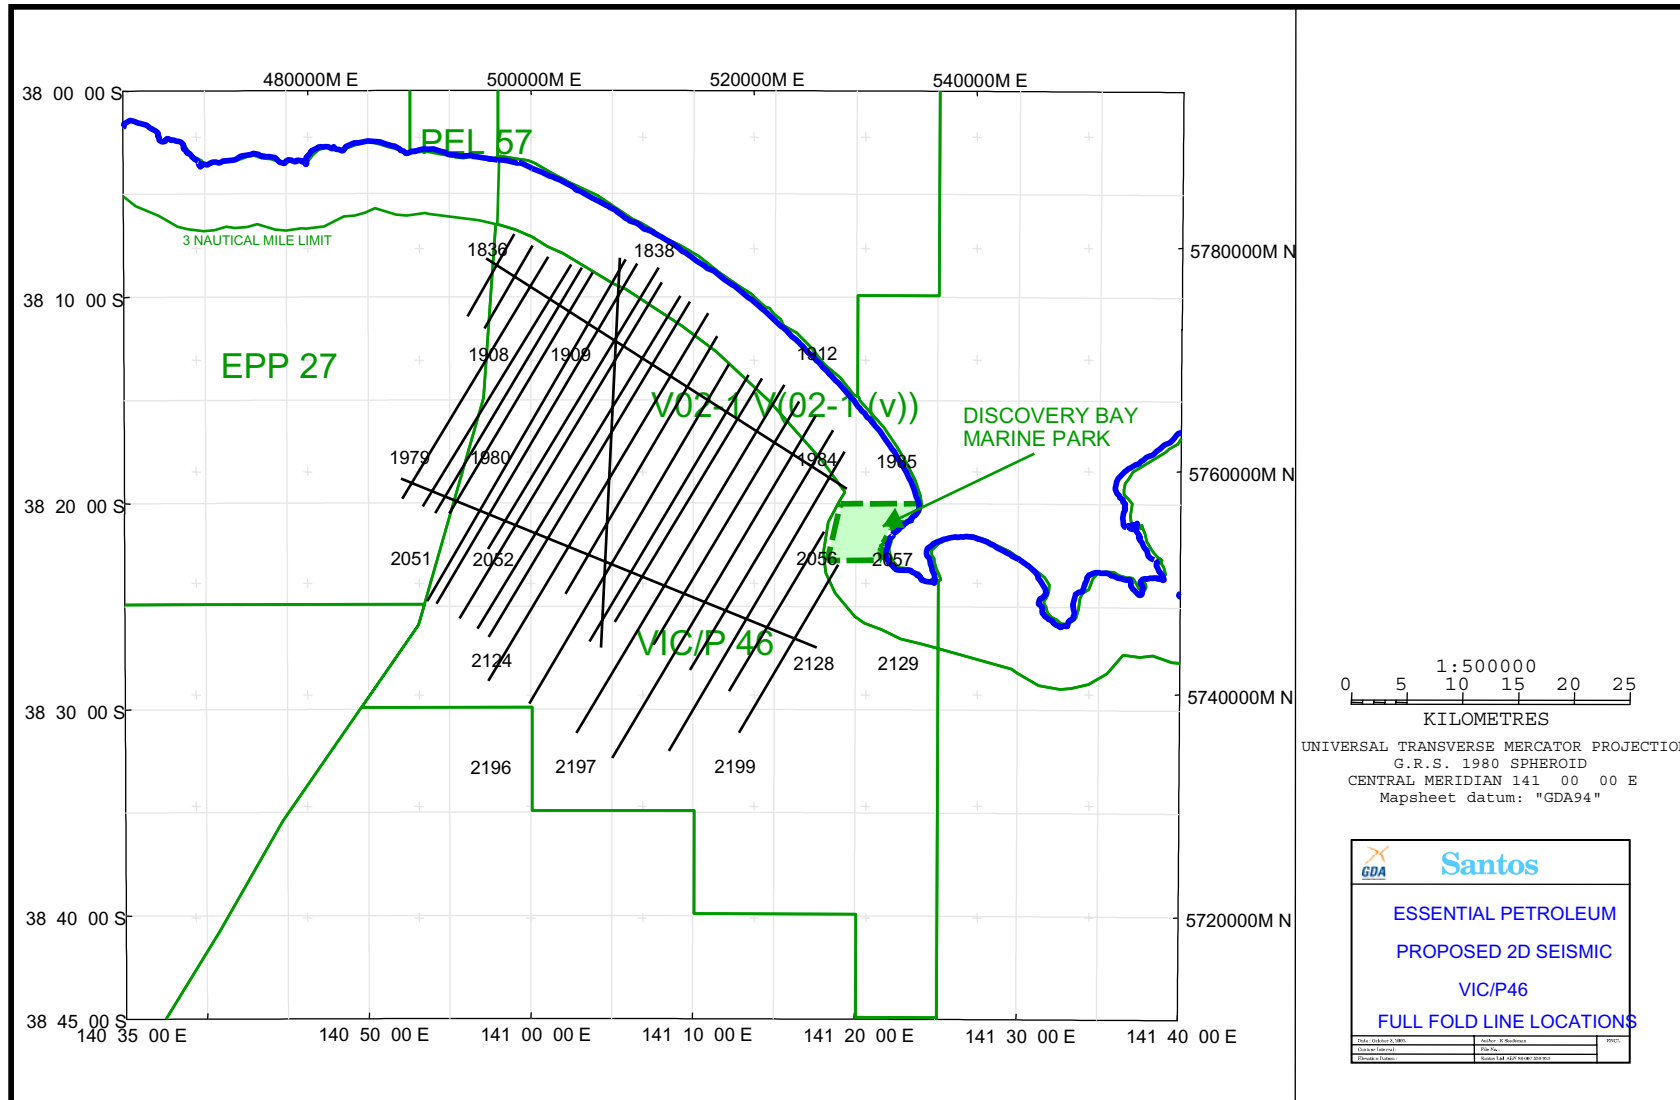 480000M E 500000M E 520000M E 540000M E
38 00 00 S
PEL 57
3 NAUTICAL MILE LIMIT
1836 1838
5780000M N
38 10 00 S
1908 1909 1912
EPP 27
V02-1 V(02-1 (v))
DISCOVERY BAY
MARINE PARK
1979 1980 1984 1985
5760000M N
38 20 00 S
2051 2052 2056 2057
VIC/P 46
2124 2128 2129
5740000M N
38 30 00 S
2196 2197 2199
38 40 00 S
5720000M N
38 45 00 S
140 35 00 E 140 50 00 E 141 00 00 E 141 10 00 E 141 20 00 E 141 30 00 E 141 40 00 E
1:500000
0 5 10 15 20 25
KILOMETRES
UNIVERSAL TRANSVERSE MERCATOR PROJECTION
G.R.S. 1980 SPHEROID
CENTRAL MERIDIAN 141 00 00 E
Mapsheet datum: "GDA94"
GDA
Santos
ESSENTIAL PETROLEUM
PROPOSED 2D SEISMIC
VIC/P46
FULL FOLD LINE LOCATIONS